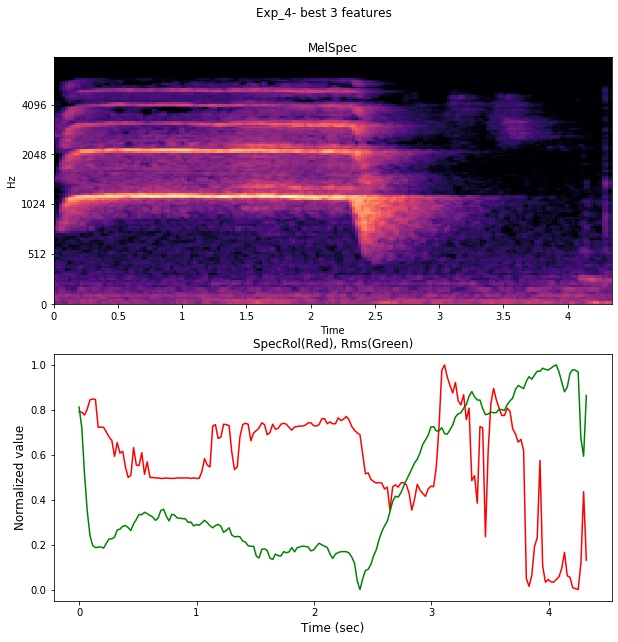 Exp_4- best 3 features
MelSpec
Hz
4096
2048
1024
512
0
0 0.5 1 1.5 2 2.5 3 3.5 4
Time
SpecRol(Red), Rms(Green)
Normalized value
1.0
0.8
0.6
0.4
0.2
0.0
0 1 2 3 4
Time (sec)